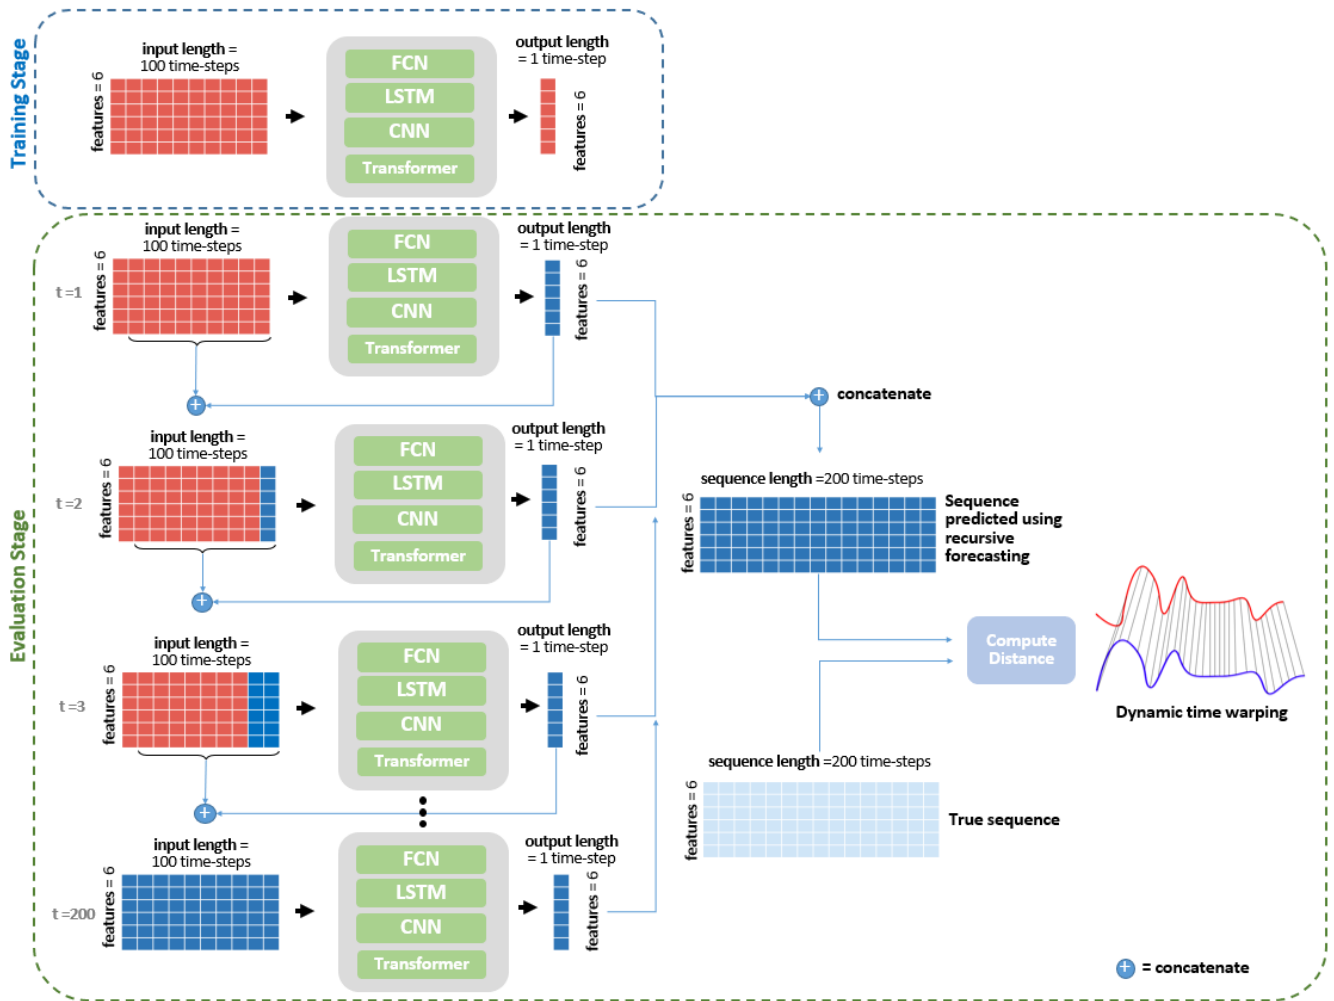 Training Stage
input length =
100 time-steps
features = 6
FCN
LSTM
CNN
Transformer
output length
= 1 time-step
features = 6
Evaluation Stage
t =1
input length =
100 time-steps
features = 6
FCN
LSTM
CNN
Transformer
output length
= 1 time-step
features = 6
+
+
concatenate
t =2
input length =
100 time-steps
features = 6
FCN
LSTM
CNN
Transformer
output length
= 1 time-step
features = 6
+
sequence length =200 time-steps
features = 6
Sequence
predicted using
recursive
forecasting
t =3
input length =
100 time-steps
features = 6
FCN
LSTM
CNN
Transformer
output length
= 1 time-step
features = 6
+
Compute
Distance
Dynamic time warping
sequence length =200 time-steps
features = 6
True sequence
t =200
input length =
100 time-steps
features = 6
FCN
LSTM
CNN
Transformer
output length
= 1 time-step
features = 6
+ = concatenate